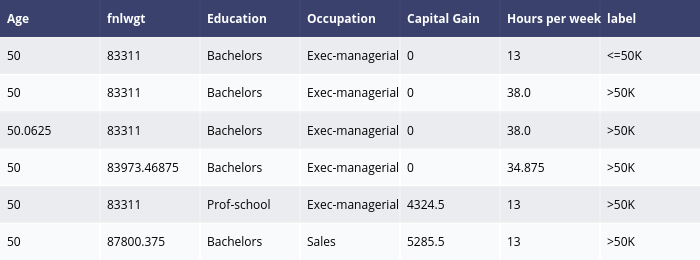 Age fnlwgt Education Occupation Capital Gain Hours per week label
50 83311 Bachelors Exec-managerial 0 13 <=50K
50 83311 Bachelors Exec-managerial 0 38.0 >50K
50.0625 83311 Bachelors Exec-managerial 0 38.0 >50K
50 83973.46875 Bachelors Exec-managerial 0 34.875 >50K
50 83311 Prof-school Exec-managerial 4324.5 13 >50K
50 87800.375 Bachelors Sales 5285.5 13 >50K